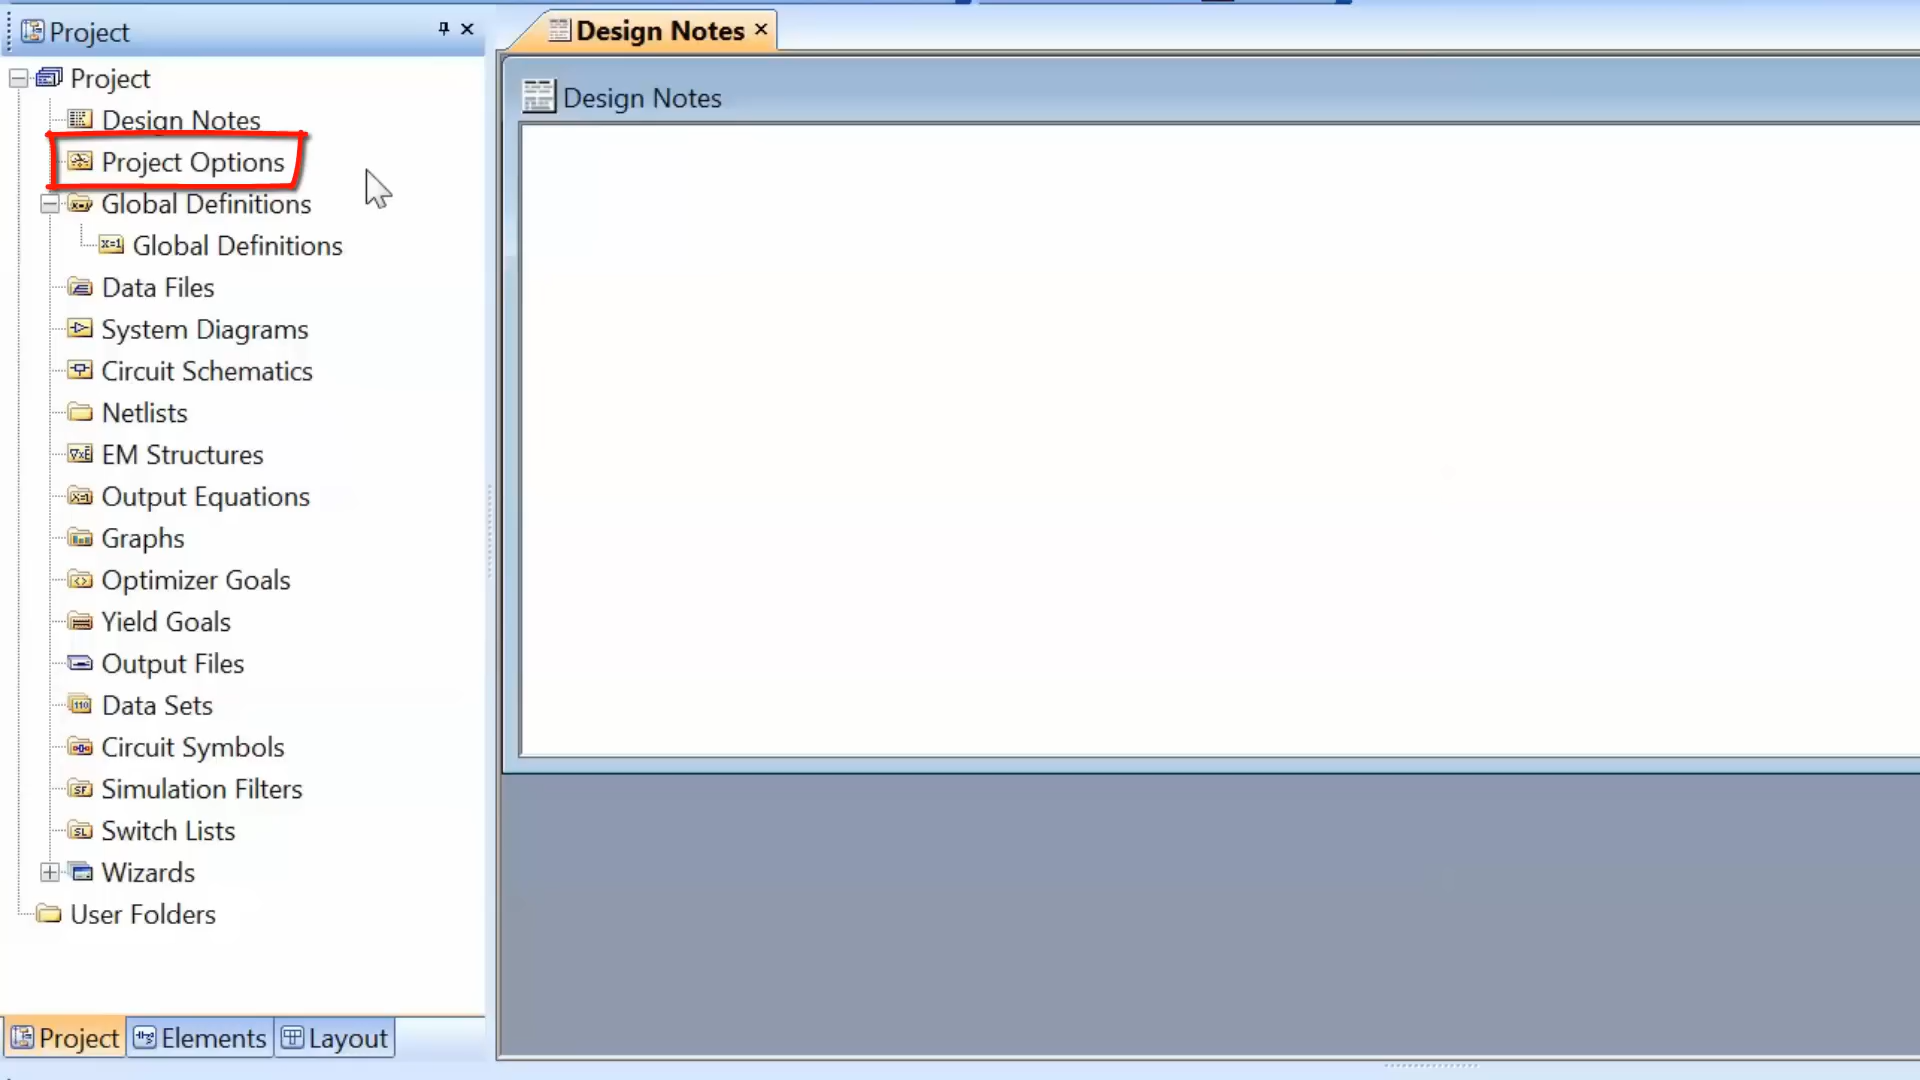 Project
Design Notes
Design Notes
Project
Design Notes
Project Options
Global Definitions
Global Definitions
Data Files
System Diagrams
Circuit Schematics
Netlists
EM Structures
Output Equations
Graphs
Optimizer Goals
Yield Goals
Output Files
Data Sets
Circuit Symbols
Simulation Filters
Switch Lists
Wizards
User Folders
Project Elements Layout